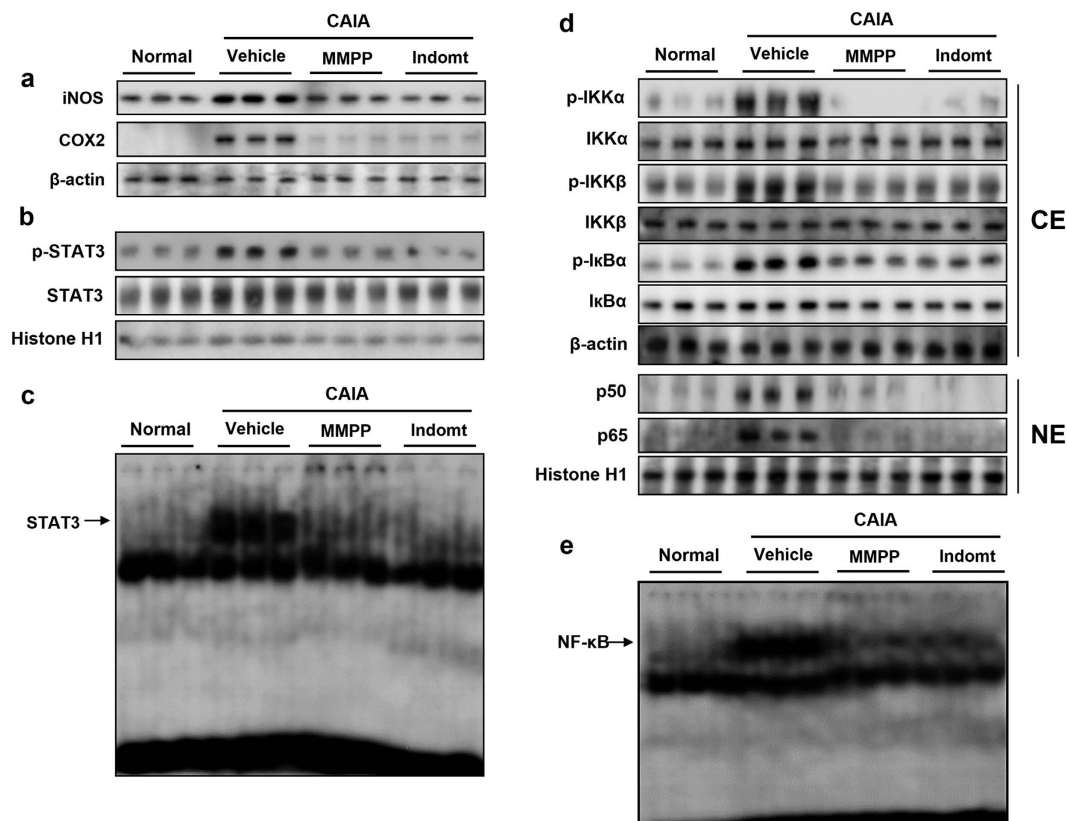 a
CAIA
Normal Vehicle MMPP Indomt
iNOS
COX2
β-actin
b
p-STAT3
STAT3
Histone H1
c
CAIA
Normal Vehicle MMPP Indomt
STAT3
d
CAIA
Normal Vehicle MMPP Indomt
p-IKKα
IKKα
p-IKKβ
IKKβ
p-IκBα
IκBα
β-actin
CE
p50
p65
Histone H1
NE
e
CAIA
Normal Vehicle MMPP Indomt
NF-κB